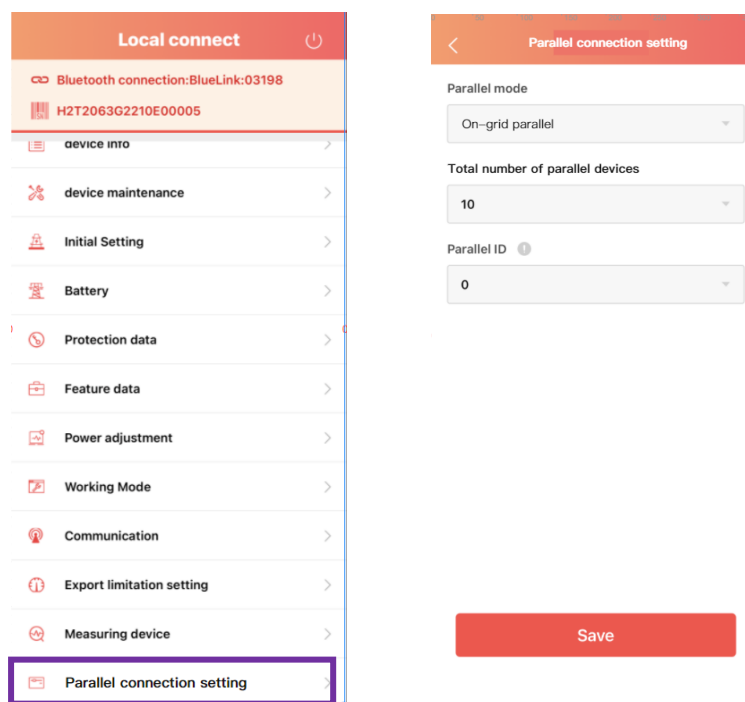 Local connect
Bluetooth connection:BlueLink:03198
H2T2063G2210E00005
device info
device maintenance
Initial Setting
Battery
Protection data
Feature data
Power adjustment
Working Mode
Communication
Export limitation setting
Measuring device
Parallel connection setting
Parallel connection setting
Parallel mode
On-grid parallel
Total number of parallel devices
10
Parallel ID
0
Save